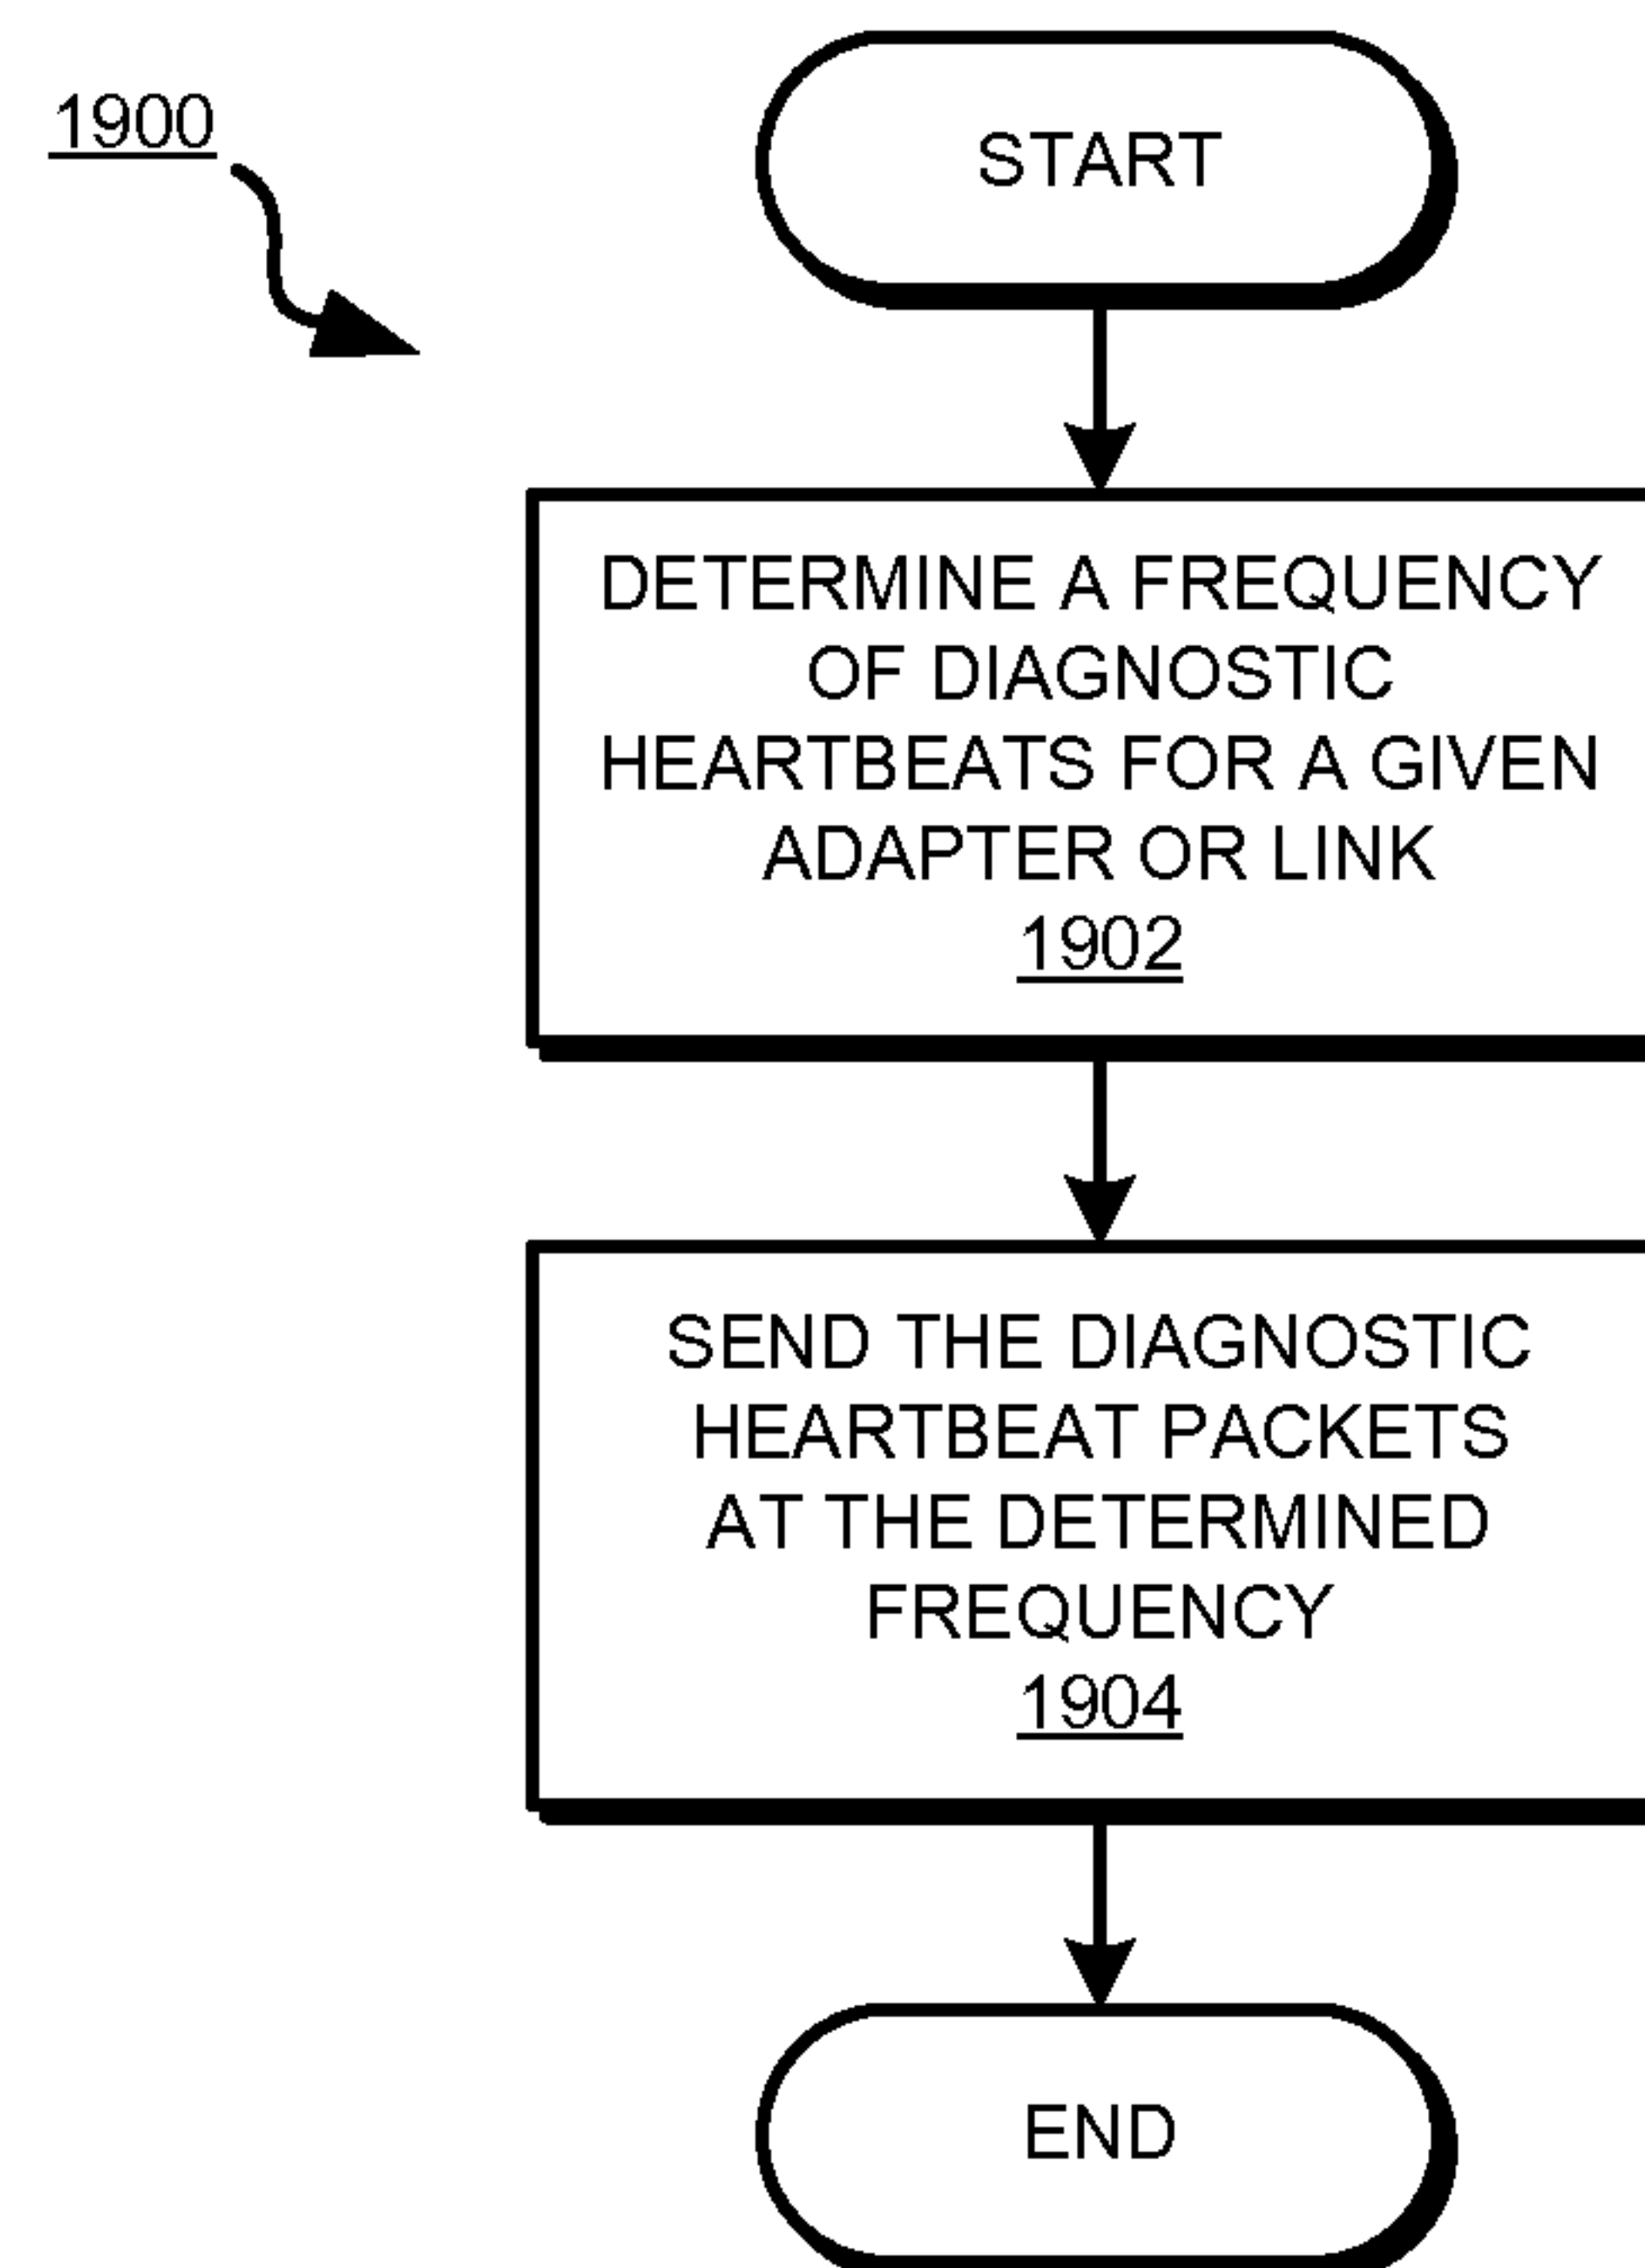 1900
START
DETERMINE A FREQUENCY
OF DIAGNOSTIC
HEARTBEATS FOR A GIVEN
ADAPTER OR LINK
1902
SEND THE DIAGNOSTIC
HEARTBEAT PACKETS
AT THE DETERMINED
FREQUENCY
1904
END